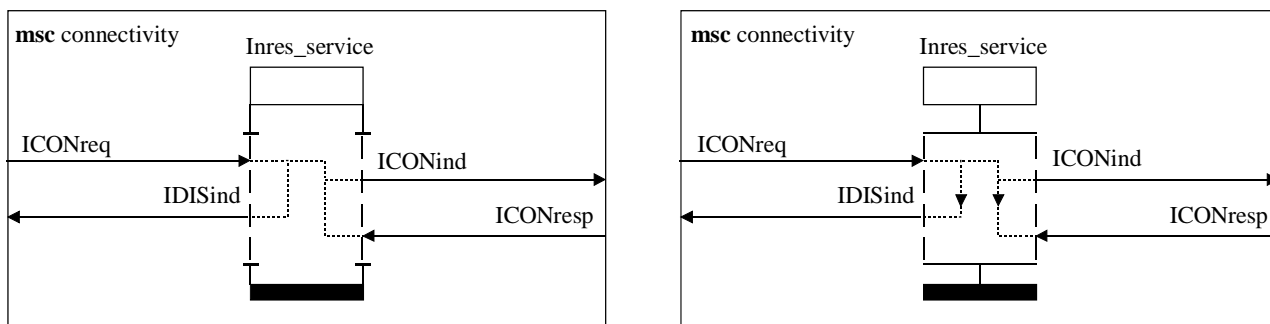 msc connectivity
Inres_service
ICONreq
ICONind
IDISind
ICONresp
msc connectivity
Inres_service
ICONreq
ICONind
IDISind
ICONresp